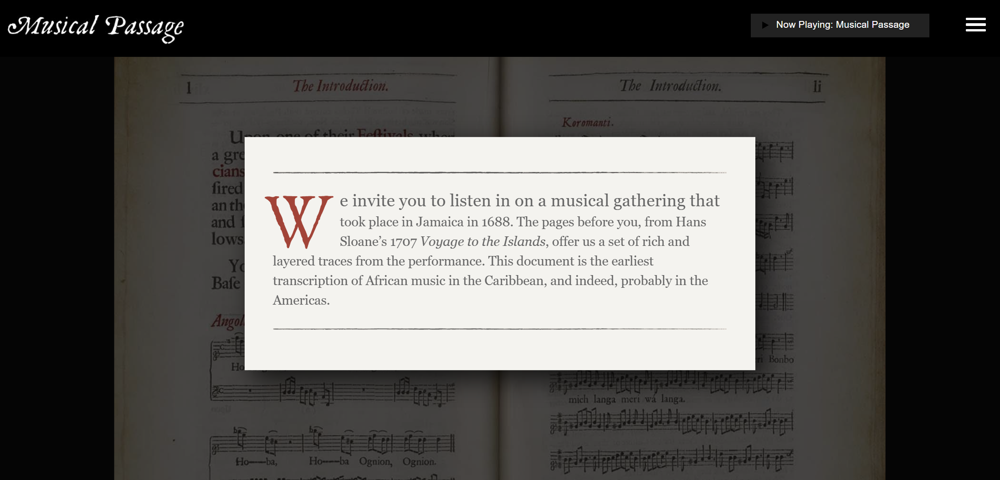 Musical Passage
Now Playing: Musical Passage
l The Introduction.
Upon one of their Festivals when
a gre
cians
ſired
an th
and
lows
Yo
Baſe
Angol
Ho
Ho——ba, Ho——ba Ognion, Ognion.
We invite you to listen in on a musical gathering that
took place in Jamaica in 1688. The pages before you, from Hans
Sloane’s 1707 Voyage to the Islands, offer us a set of rich and
layered traces from the performance. This document is the earliest
transcription of African music in the Caribbean, and indeed, probably in the
Americas.
The Introduction. li
Koromanti.
ri Bonbo
mich langa meri wá langa.